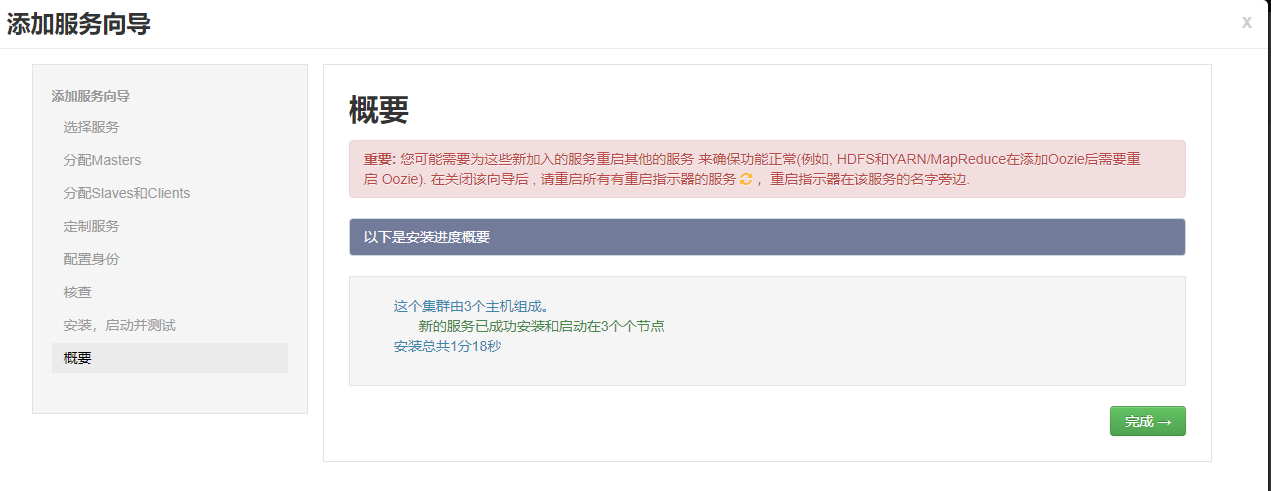 添加服务向导
x
添加服务向导
选择服务
分配Masters
分配Slaves和Clients
定制服务
配置身份
核查
安装，启动并测试
概要
概要
重要: 您可能需要为这些新加入的服务重启其他的服务 来确保功能正常(例如, HDFS和YARN/MapReduce在添加Oozie后需要重
启 Oozie). 在关闭该向导后 , 请重启所有有重启指示器的服务 ， 重启指示器在该服务的名字旁边.
以下是安装进度概要
这个集群由3个主机组成。
新的服务已成功安装和启动在3个个节点
安装总共1分18秒
完成 →